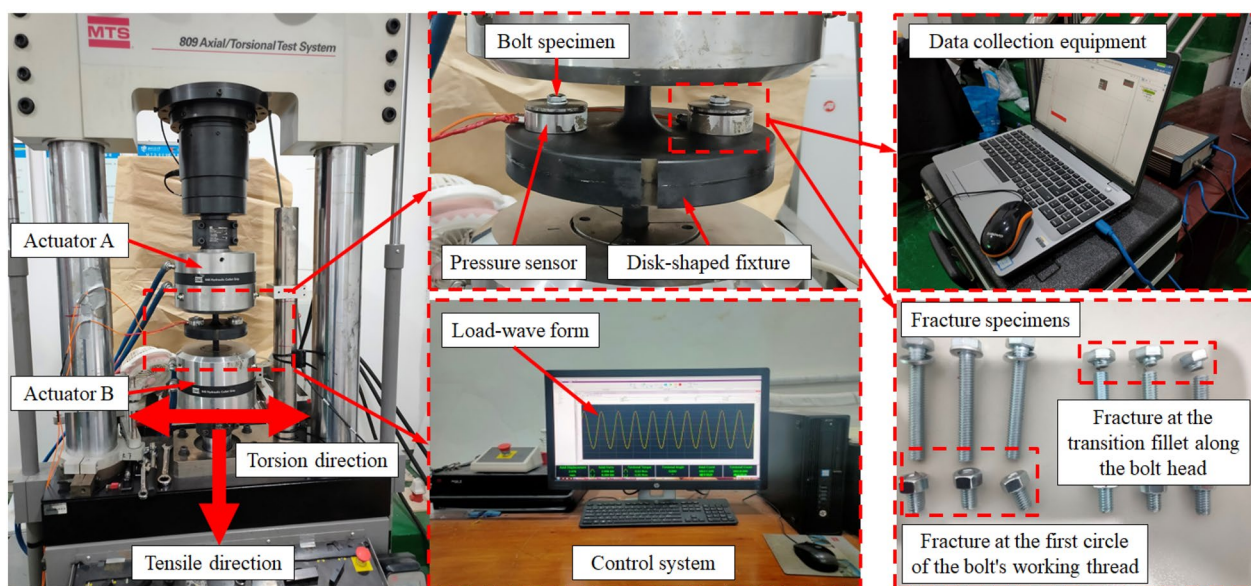 MTS
809 Axial/Torsional Test System
Actuator A
Actuator B
Torsion direction
Tensile direction
Bolt specimen
Pressure sensor
Disk-shaped fixture
Load-wave form
Control system
Data collection equipment
Fracture specimens
Fracture at the
transition fillet along
the bolt head
Fracture at the first circle
of the bolt's working thread